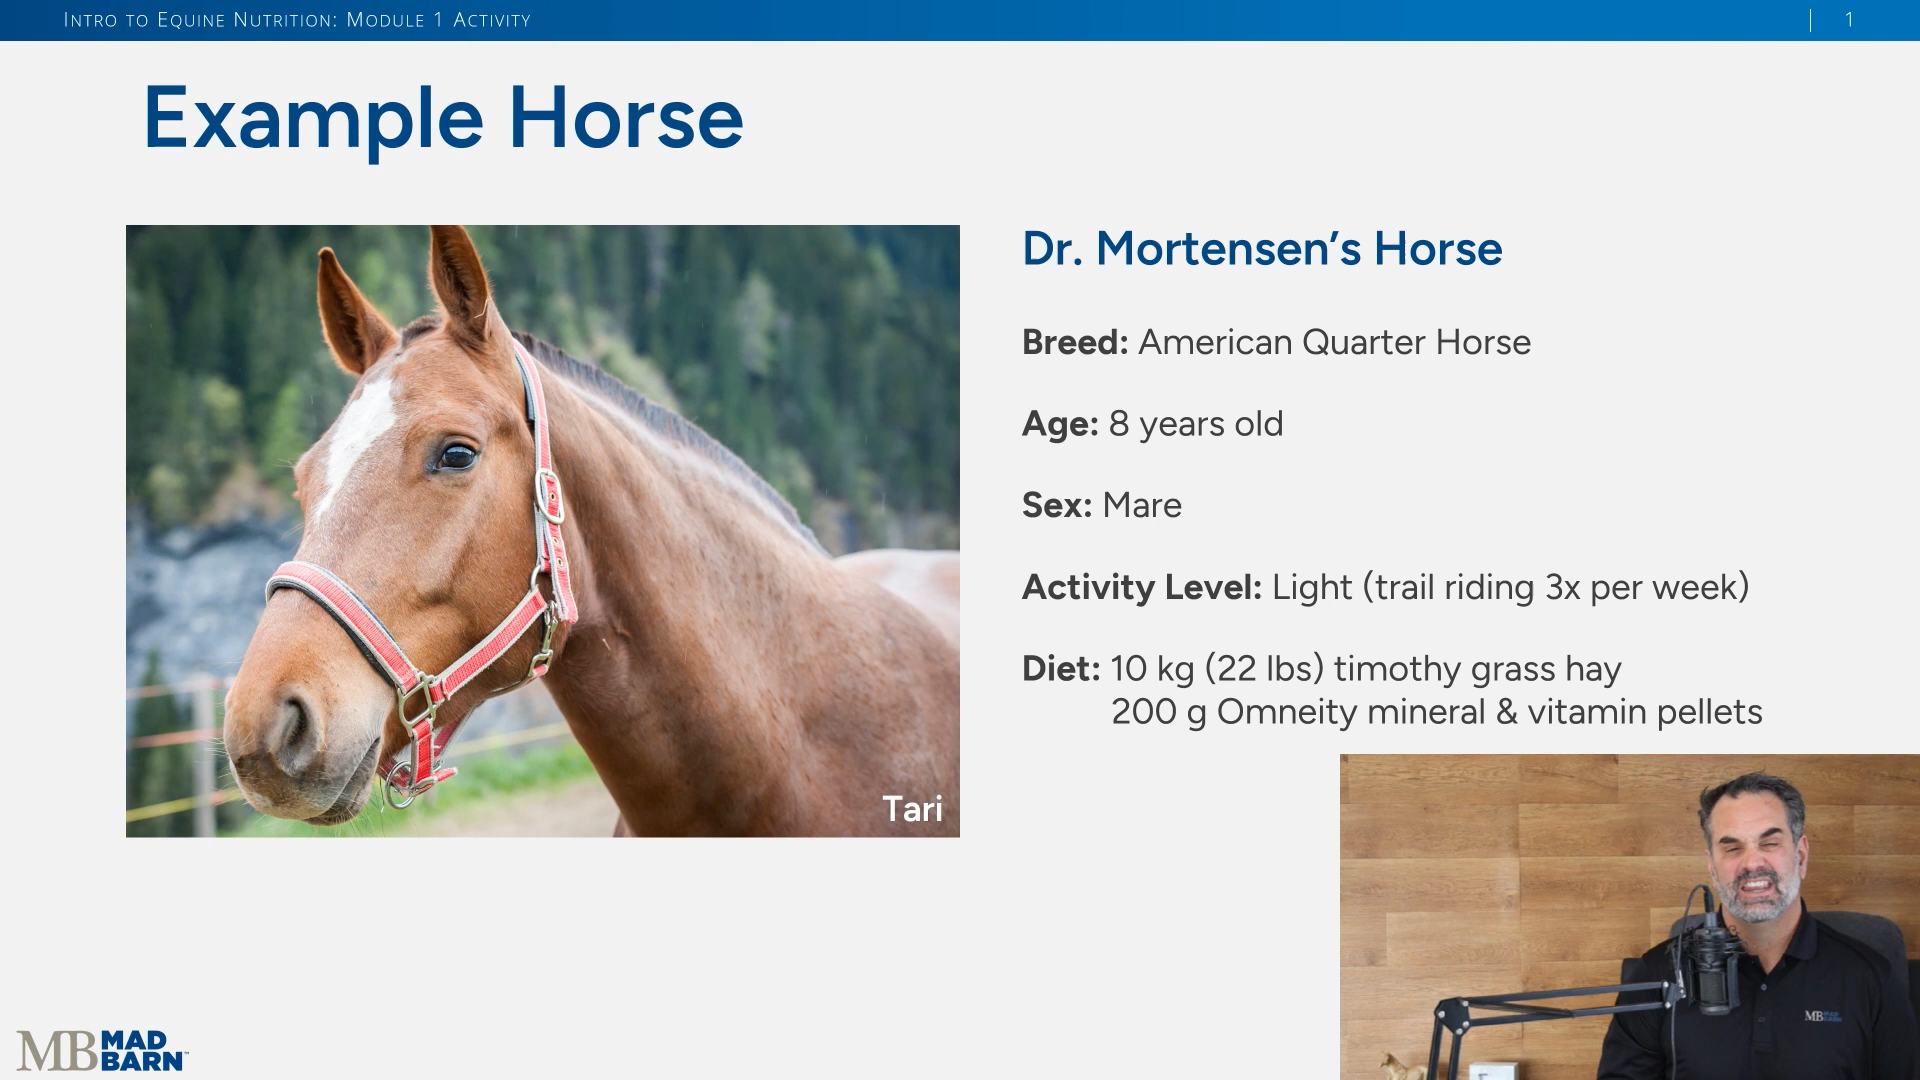 Intro to Equine Nutrition: Module 1 Activity
1
Example Horse
Dr. Mortensen’s Horse
Breed: American Quarter Horse
Age: 8 years old
Sex: Mare
Activity Level: Light (trail riding 3x per week)
Diet: 10 kg (22 lbs) timothy grass hay
200 g Omneity mineral & vitamin pellets
Tari
MB MAD BARN™
MB